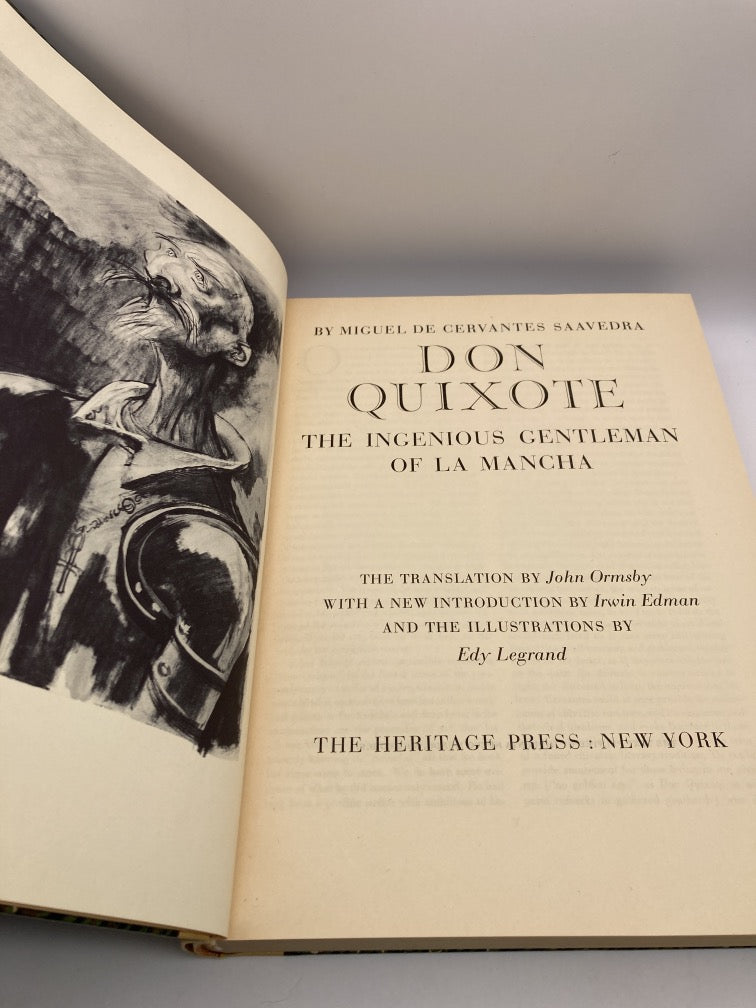 BY MIGUEL DE CERVANTES SAAVEDRA
DON
QUIXOTE
THE INGENIOUS GENTLEMAN
OF LA MANCHA
THE TRANSLATION BY John Ormsby
WITH A NEW INTRODUCTION BY Irwin Edman
AND THE ILLUSTRATIONS BY
Edy Legrand
THE HERITAGE PRESS : NEW YORK